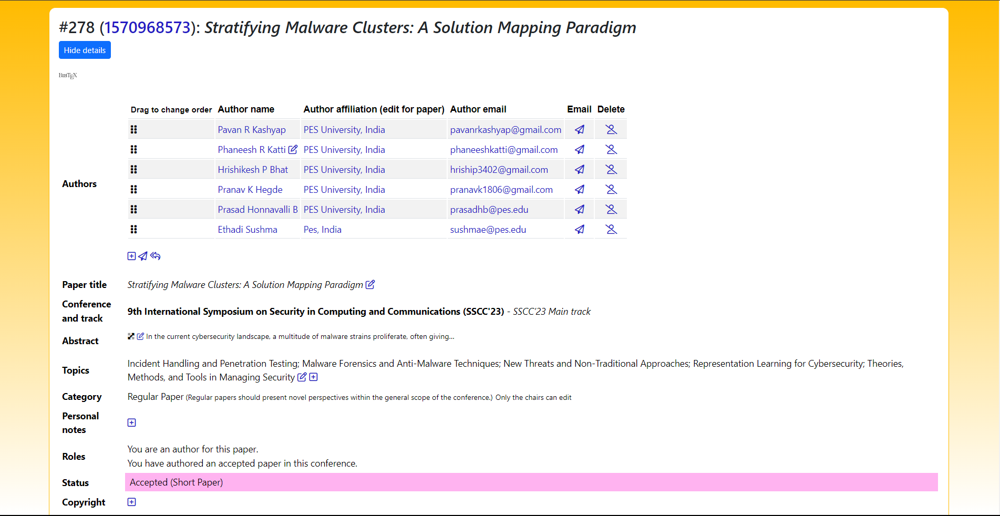 #278 (1570968573): Stratifying Malware Clusters: A Solution Mapping Paradigm
Hide details
BibTeX
Authors
Drag to change order Author name Author affiliation (edit for paper) Author email Email Delete
Pavan R Kashyap PES University, India pavanrkashyap@gmail.com
Phaneesh R Katti PES University, India phaneeshkatti@gmail.com
Hrishikesh P Bhat PES University, India hriship3402@gmail.com
Pranav K Hegde PES University, India pranavk1806@gmail.com
Prasad Honnavalli B PES University, India prasadhb@pes.edu
Ethadi Sushma Pes, India sushmae@pes.edu
Paper title Stratifying Malware Clusters: A Solution Mapping Paradigm
Conference and track
9th International Symposium on Security in Computing and Communications (SSCC'23) - SSCC'23 Main track
Abstract In the current cybersecurity landscape, a multitude of malware strains proliferate, often giving...
Topics
Incident Handling and Penetration Testing; Malware Forensics and Anti-Malware Techniques; New Threats and Non-Traditional Approaches; Representation Learning for Cybersecurity; Theories,
Methods, and Tools in Managing Security
Category Regular Paper (Regular papers should present novel perspectives within the general scope of the conference.) Only the chairs can edit
Personal
notes
Roles
You are an author for this paper.
You have authored an accepted paper in this conference.
Status Accepted (Short Paper)
Copyright